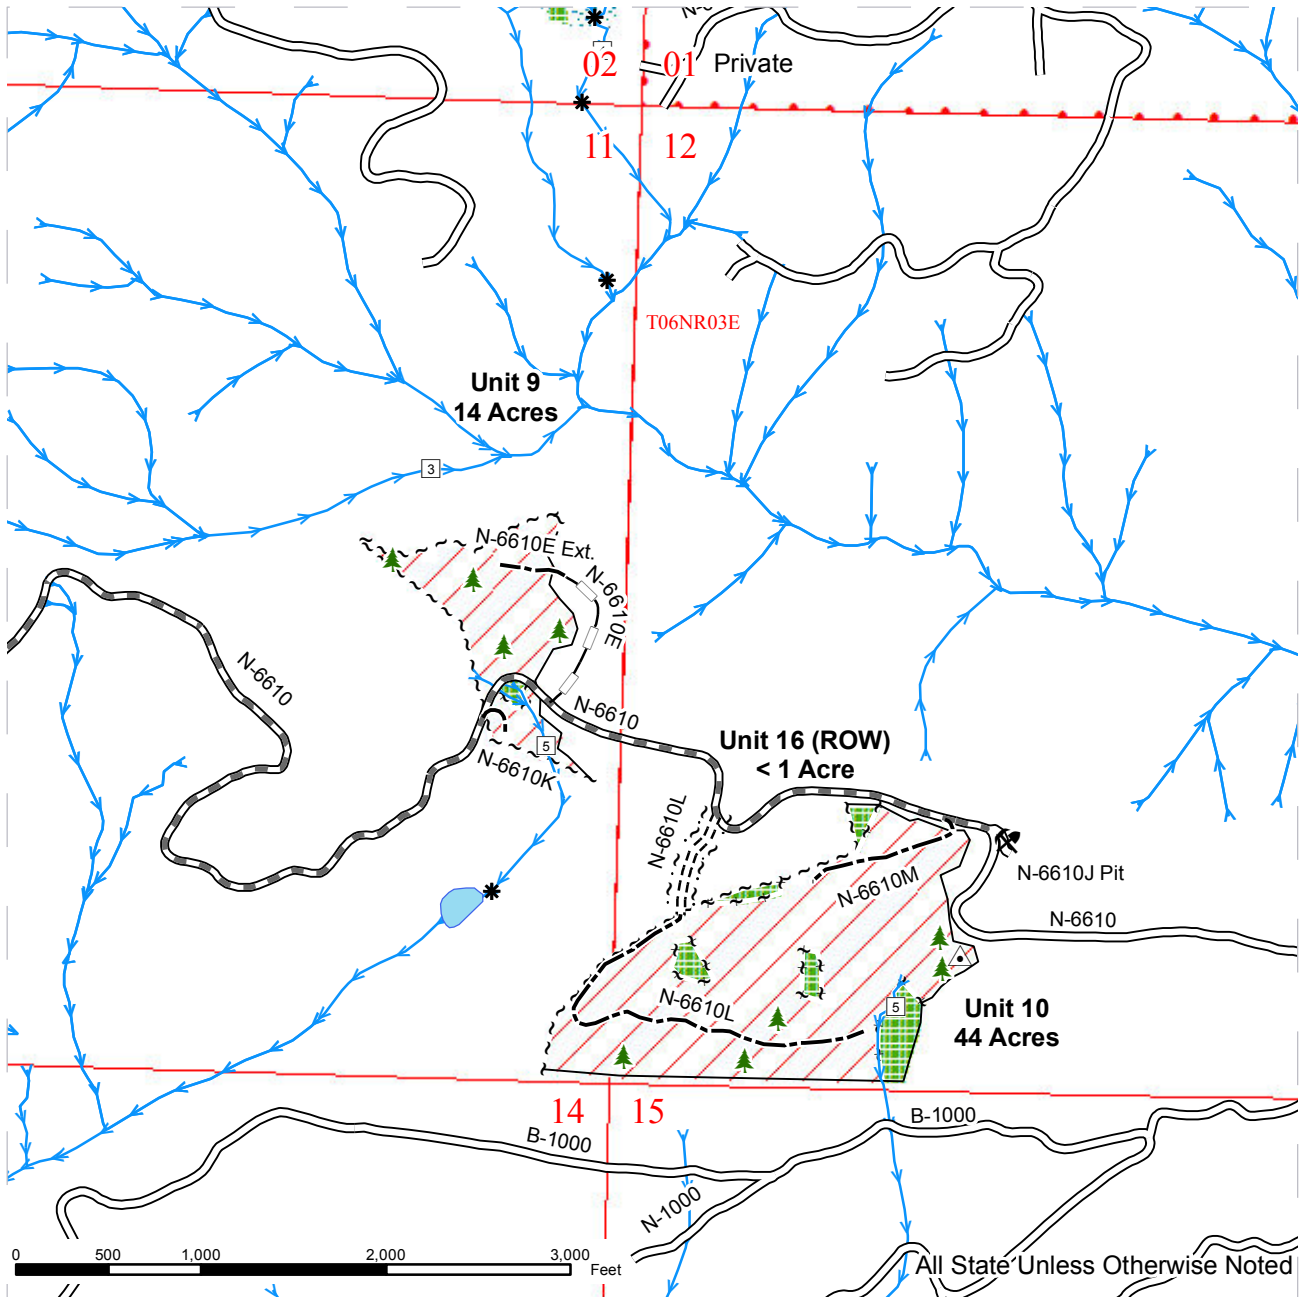 02
01
Private
11
12
T06NR03E
Unit 9
14 Acres
3
N-6610E Ext.
N-6610E
N-6610
N-6610
5
N-6610K
Unit 16 (ROW)
< 1 Acre
N-6610L
N-6610M
N-6610J Pit
N-6610
N-6610L
5
Unit 10
44 Acres
14
15
B-1000
B-1000
N-1000
0
500
1,000
2,000
3,000
Feet
All State Unless Otherwise Noted